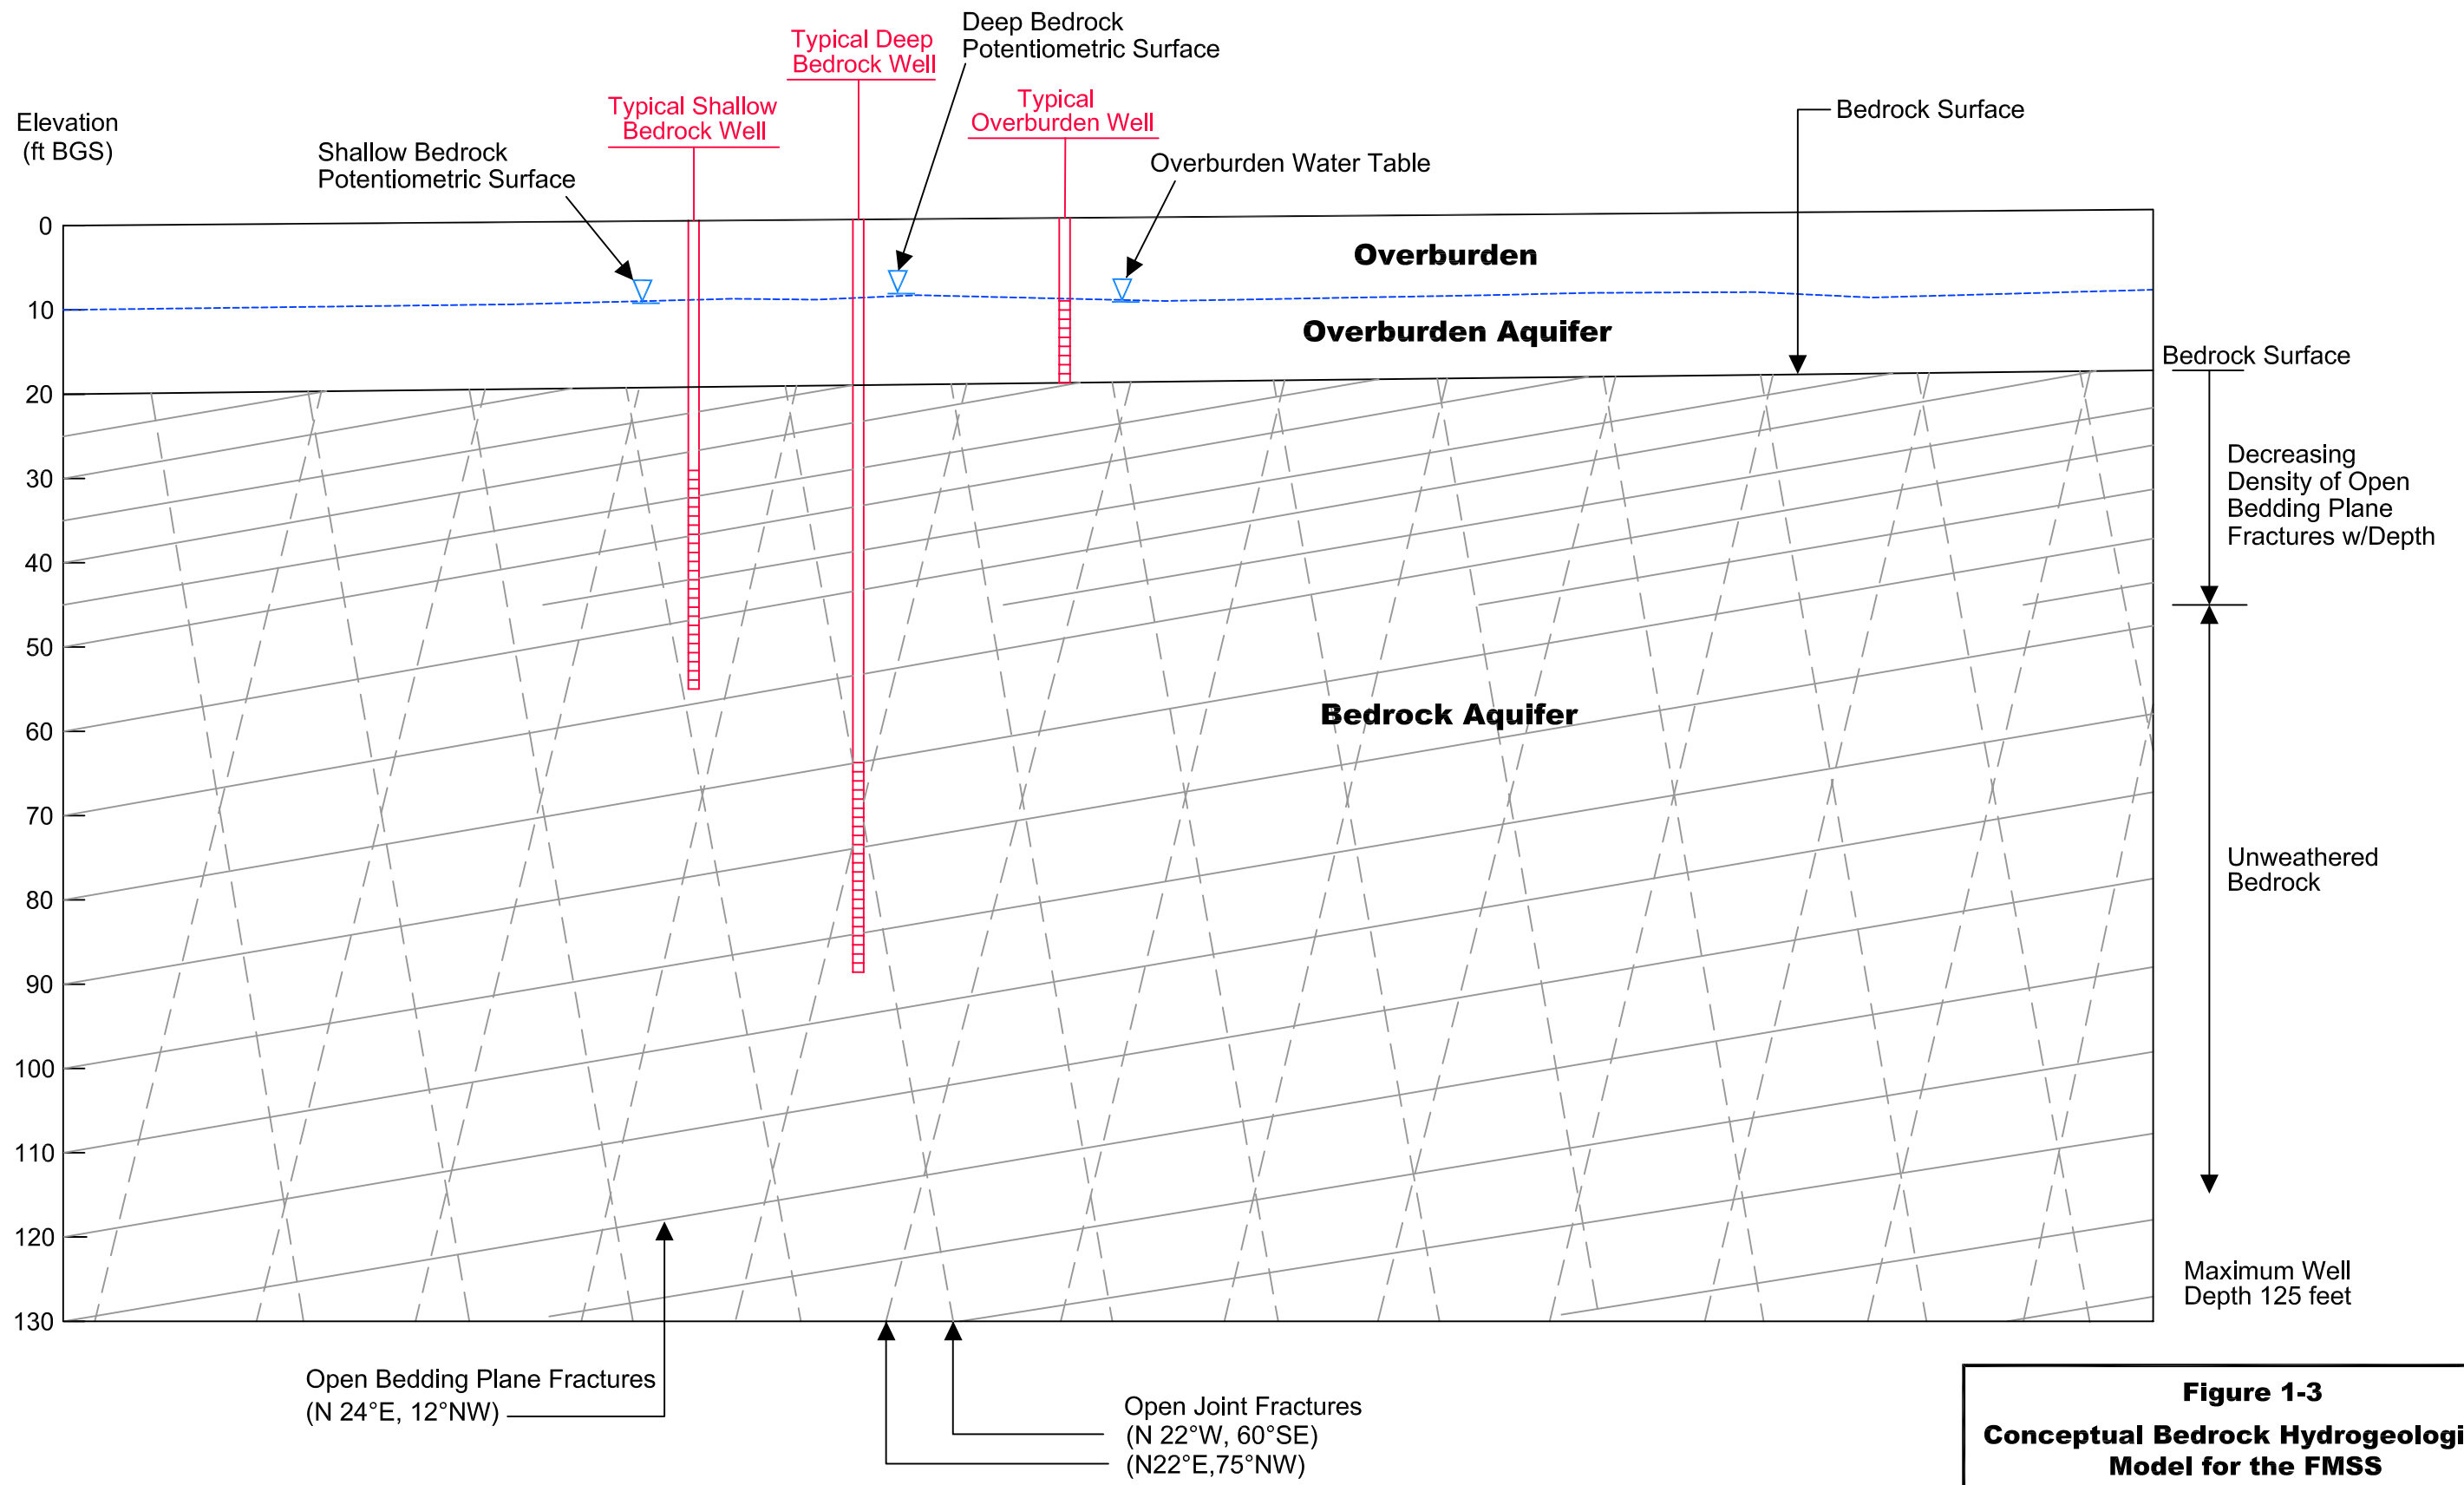 Deep Bedrock
Potentiometric Surface
Typical Deep
Bedrock Well
Typical Shallow
Bedrock Well
Typical
Overburden Well
Bedrock Surface
Elevation
(ft BGS)
Shallow Bedrock
Potentiometric Surface
Overburden Water Table
0
Overburden
10
Overburden Aquifer
Bedrock Surface
20
30
Decreasing
Density of Open
Bedding Plane
Fractures w/Depth
40
50
60
Bedrock Aquifer
70
80
Unweathered
Bedrock
90
100
110
120
130
Maximum Well
Depth 125 feet
Open Bedding Plane Fractures
(N 24°E, 12°NW)
Open Joint Fractures
(N 22°W, 60°SE)
(N22°E,75°NW)
Figure 1-3
Conceptual Bedrock Hydrogeologi
Model for the FMSS